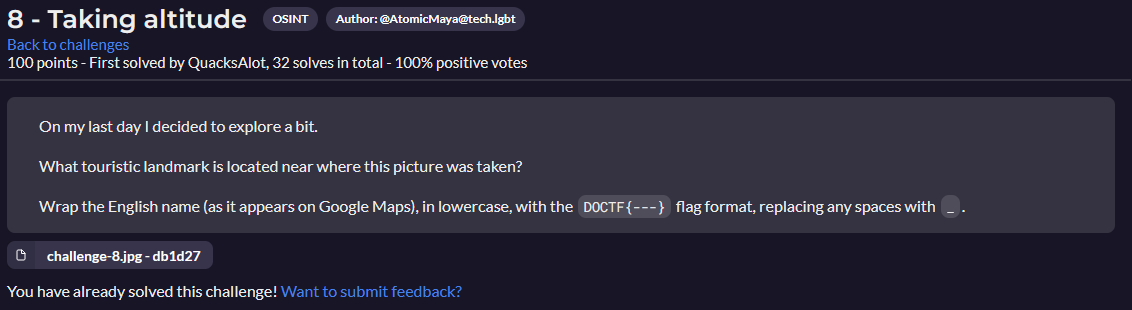 8 - Taking altitude OSINT Author: @AtomicMaya@tech.lgbt
Back to challenges
100 points - First solved by QuacksAlot, 32 solves in total - 100% positive votes
On my last day I decided to explore a bit.
What touristic landmark is located near where this picture was taken?
Wrap the English name (as it appears on Google Maps), in lowercase, with the DOCTF{---} flag format, replacing any spaces with _ .
challenge-8.jpg - db1d27
You have already solved this challenge! Want to submit feedback?